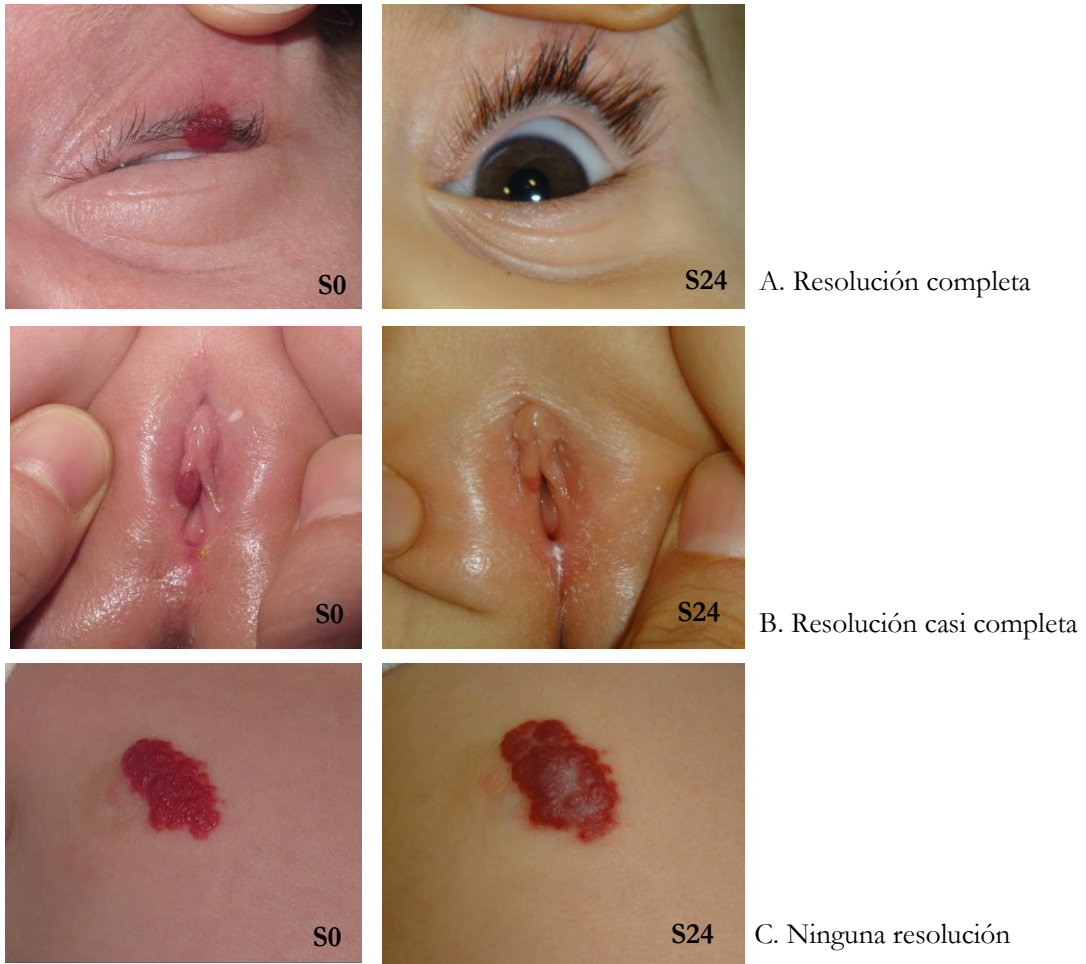 S0
S24
A. Resolución completa
S0
S24
B. Resolución casi completa
S0
S24
C. Ninguna resolución